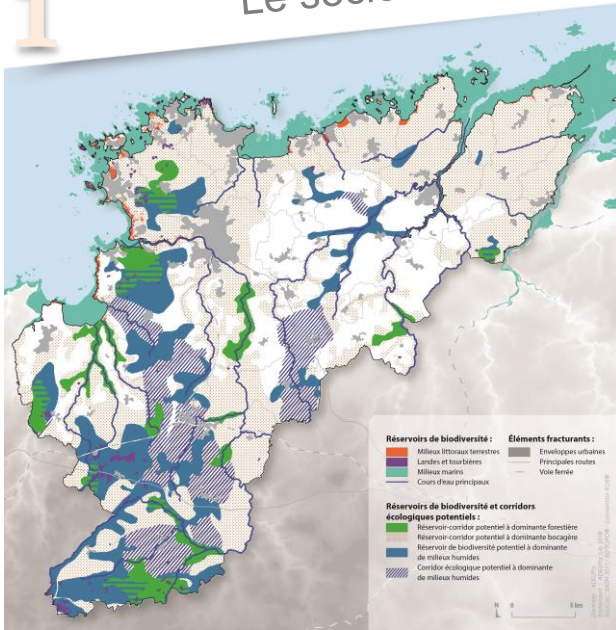 1
Le socle
Réservoirs de biodiversité :
Milieux littoraux terrestres
Landes et tourbières
Milieux marins
Cours d'eau principaux
Éléments fracturants :
Enveloppes urbaines
Principales routes
Voie ferrée
Réservoirs de biodiversité et corridors
écologiques potentiels :
Réservoir-corridor potentiel à dominante forestière
Réservoir-corridor potentiel à dominante bocagère
Réservoir de biodiversité potentiel à dominante
de milieux humides
Corridor écologique potentiel à dominante
de milieux humides
N 0 5 km